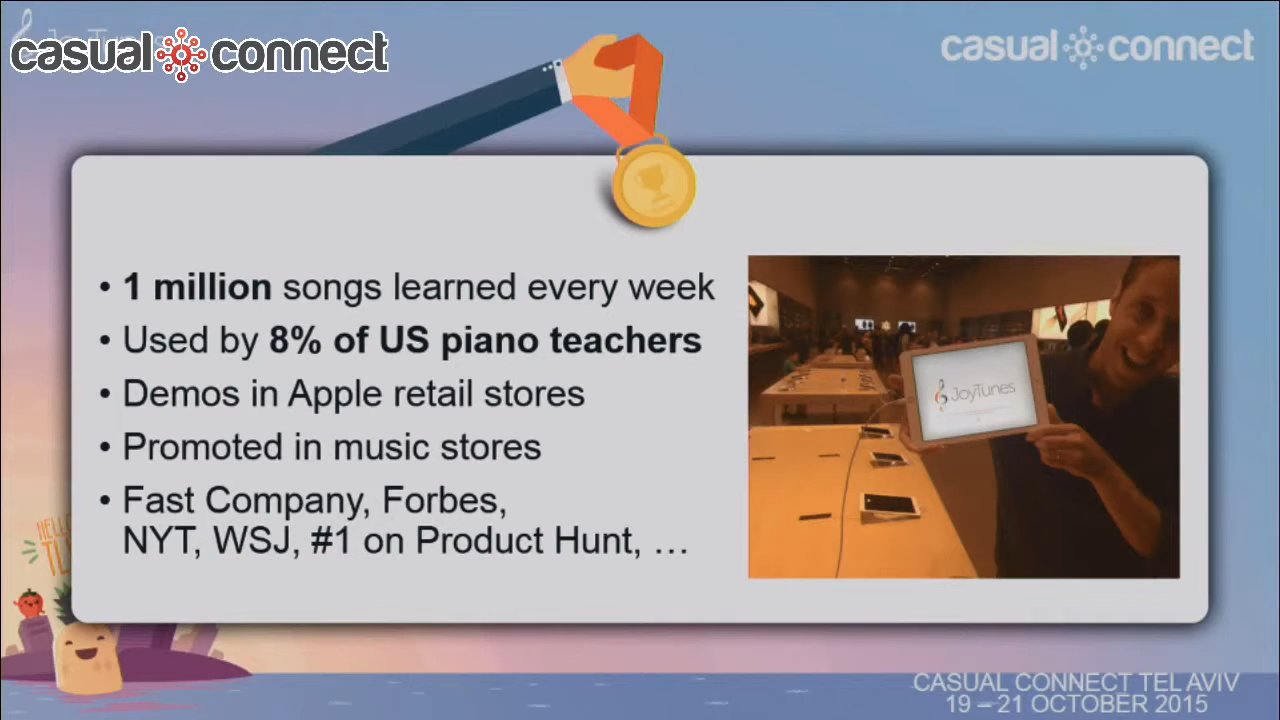 JoyTunes
casual connect
casual connect
• 1 million songs learned every week
• Used by 8% of US piano teachers
• Demos in Apple retail stores
• Promoted in music stores
• Fast Company, Forbes,
NYT, WSJ, #1 on Product Hunt, …
JoyTunes
HELLO
CASUAL CONNECT TEL AVIV
19 – 21 OCTOBER 2015